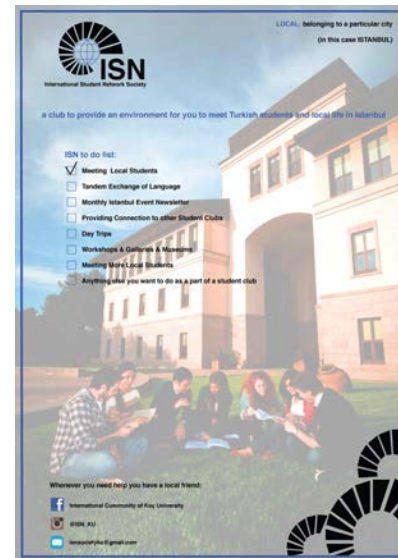 LOCAL: belonging to a particular city
(in this case ISTANBUL)
ISN
International Student Network Society
a club to provide an environment for you to meet Turkish students and local life in Istanbul
ISN to do list:
Meeting Local Students
Tandem Exchange of Language
Monthly Istanbul Event Newsletter
Providing Connection to other Student Clubs
Day Trips
Workshops & Galleries & Museums
Meeting More Local Students
Anything else you want to do as a part of a student club
Whenever you need help you have a local friend:
International Community of Koç University
@ISN_KU